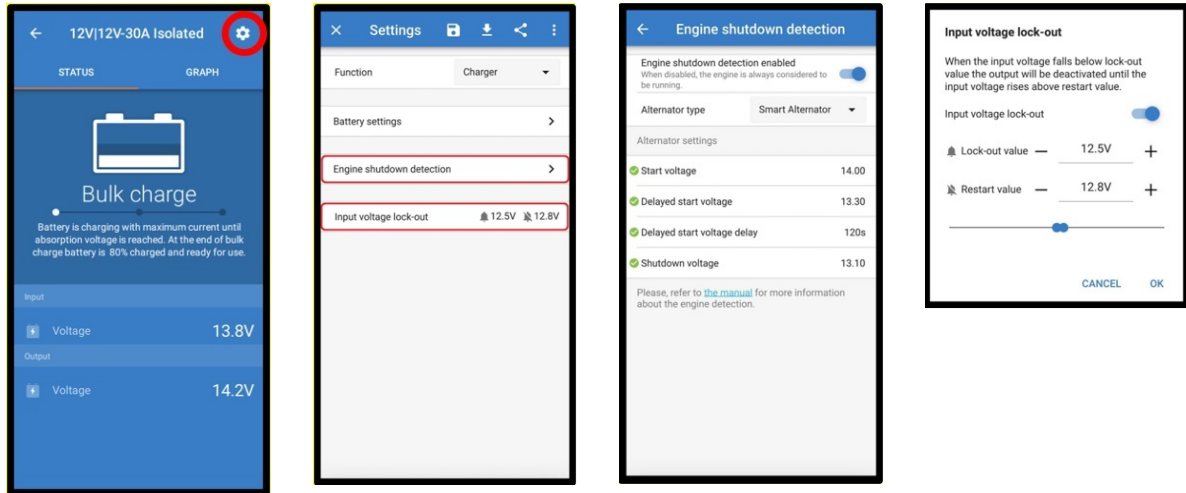 12V|12V-30A Isolated
STATUS
GRAPH
Bulk charge
Battery is charging with maximum current until
absorption voltage is reached. At the end of bulk
charge battery is 80% charged and ready for use.
Input
Voltage 13.8V
Output
Voltage 14.2V
Settings
Function Charger
Battery settings
Engine shutdown detection
Input voltage lock-out 12.5V 12.8V
Engine shutdown detection
Engine shutdown detection enabled
When disabled, the engine is always considered to
be running.
Alternator type Smart Alternator
Alternator settings
Start voltage 14.00
Delayed start voltage 13.30
Delayed start voltage delay 120s
Shutdown voltage 13.10
Please, refer to the manual for more information
about the engine detection.
Input voltage lock-out
When the input voltage falls below lock-out
value the output will be deactivated until the
input voltage rises above restart value.
Input voltage lock-out
Lock-out value — 12.5V +
Restart value — 12.8V +
CANCEL OK